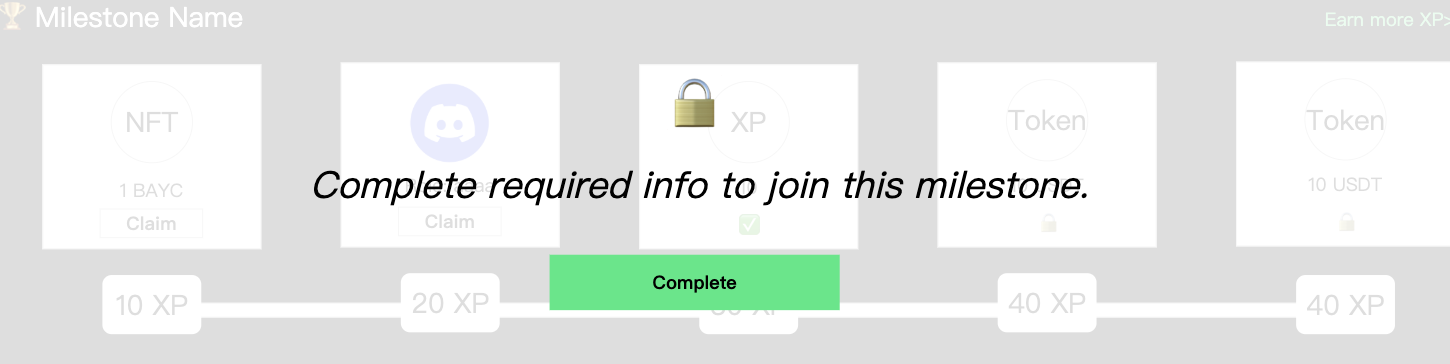 Milestone Name
Earn more XP>
NFT
XP
Token
Token
Complete required info to join this milestone.
1 BAYC
10 USDT
Claim
Claim
Complete
10 XP
20 XP
40 XP
40 XP